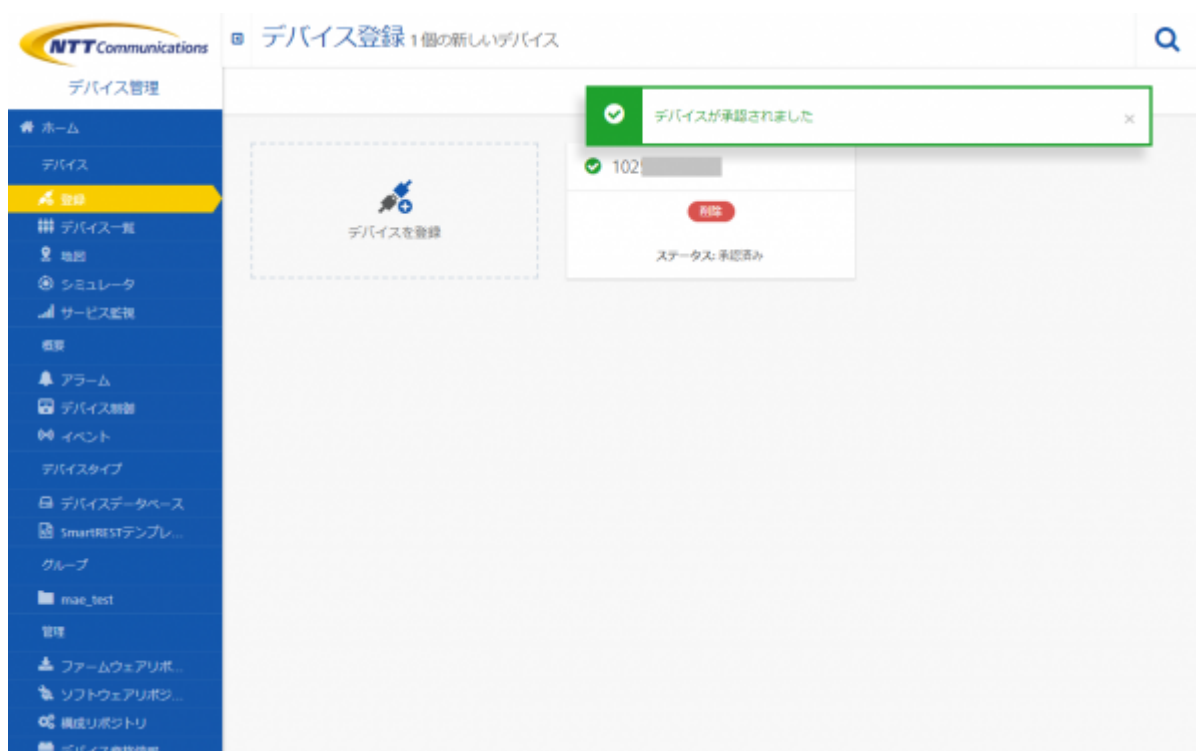 NTT Communications
デバイス管理
デバイス登録 1個の新しいデバイス
デバイスが承認されました ×
ホーム
デバイス
登録
デバイス一覧
地図
シミュレータ
サービス監視
概要
アラーム
デバイス制御
イベント
デバイスタイプ
デバイスデータベース
SmartRESTテンプレ...
グループ
mae_test
管理
ファームウェアリポ...
ソフトウェアリポジ...
構成リポジトリ
デバイスを登録
102
削除
ステータス: 承認済み